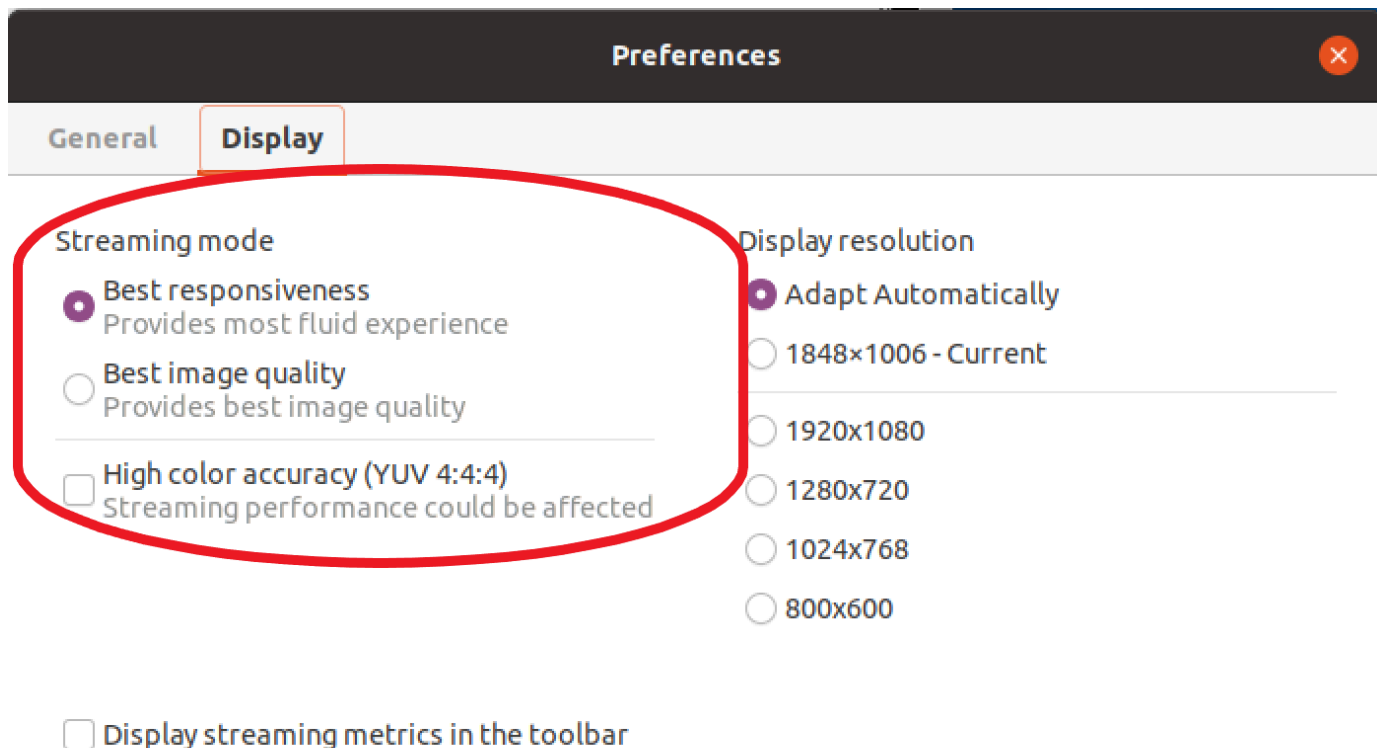 Preferences
General
Display
Streaming mode
Best responsiveness
Provides most fluid experience
Best image quality
Provides best image quality
High color accuracy (YUV 4:4:4)
Streaming performance could be affected
Display resolution
Adapt Automatically
1848×1006 - Current
1920x1080
1280x720
1024x768
800x600
Display streaming metrics in the toolbar